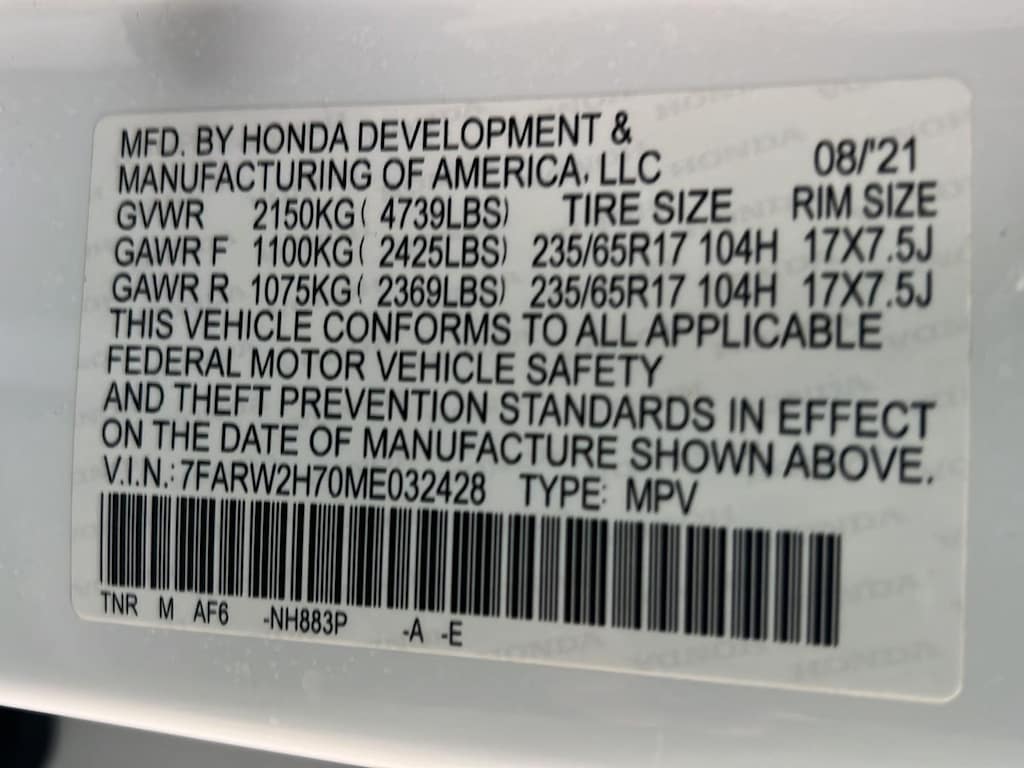 MFD. BY HONDA DEVELOPMENT &
MANUFACTURING OF AMERICA, LLC 08/'21
GVWR 2150KG( 4739LBS) TIRE SIZE RIM SIZE
GAWR F 1100KG( 2425LBS) 235/65R17 104H 17X7.5J
GAWR R 1075KG( 2369LBS) 235/65R17 104H 17X7.5J
THIS VEHICLE CONFORMS TO ALL APPLICABLE
FEDERAL MOTOR VEHICLE SAFETY
AND THEFT PREVENTION STANDARDS IN EFFECT
ON THE DATE OF MANUFACTURE SHOWN ABOVE.
V.I.N.: 7FARW2H70ME032428 TYPE: MPV
TNR M AF6 -NH883P -A -E